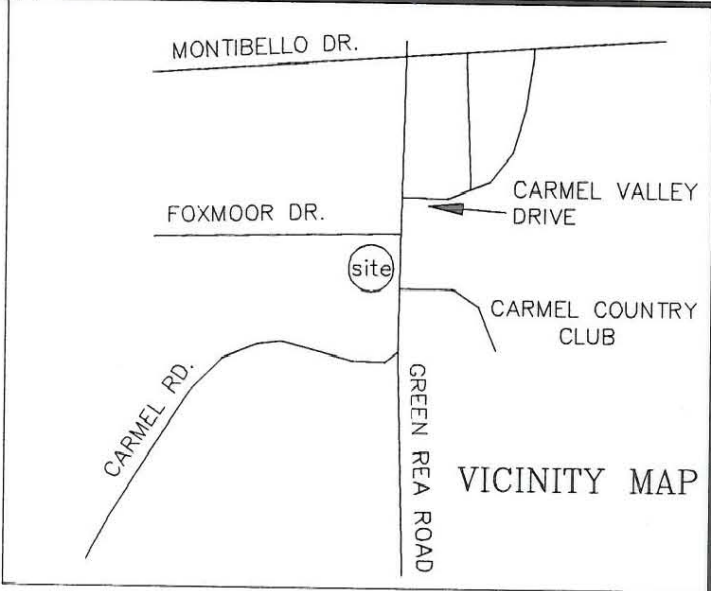 MONTIBELLO DR.
CARMEL VALLEY
DRIVE
FOXMOOR DR.
site
CARMEL COUNTRY
CLUB
CARMEL RD.
GREEN REA ROAD
VICINITY MAP